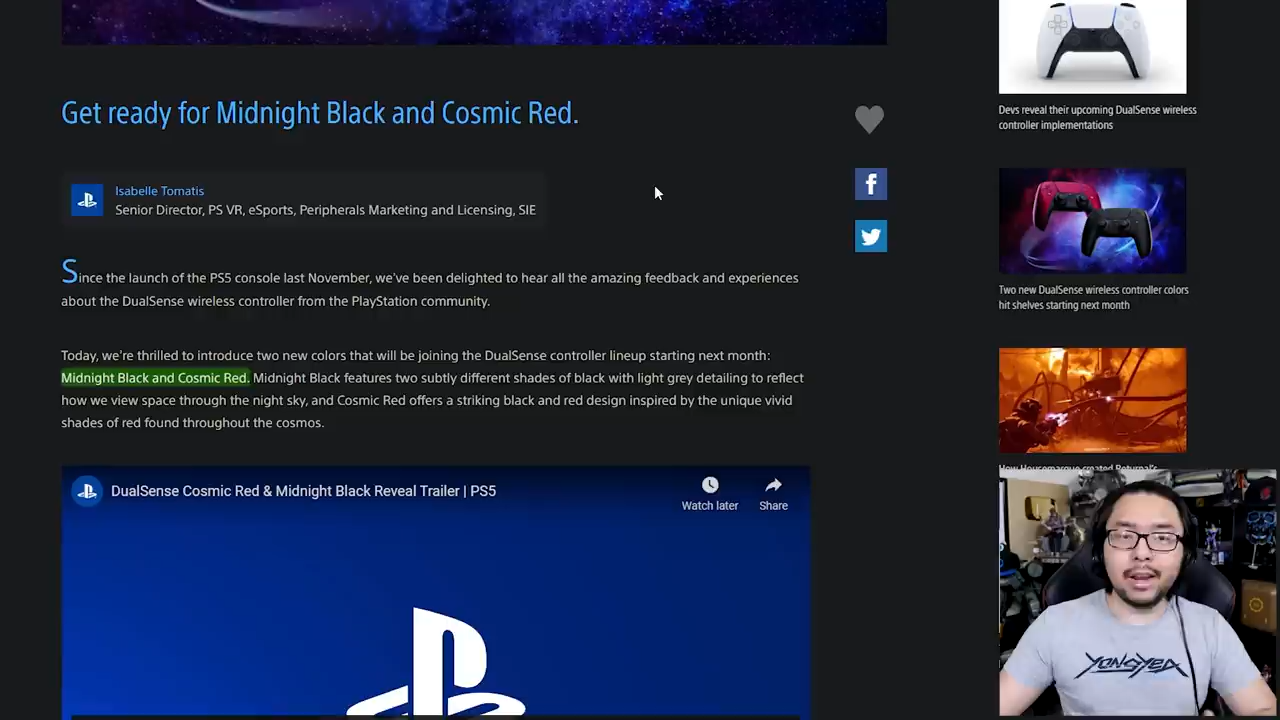 Get ready for Midnight Black and Cosmic Red.
Isabelle Tomatis
Senior Director, PS VR, eSports, Peripherals Marketing and Licensing, SIE
Since the launch of the PS5 console last November, we've been delighted to hear all the amazing feedback and experiences
about the DualSense wireless controller from the PlayStation community.
Today, we're thrilled to introduce two new colors that will be joining the DualSense controller lineup starting next month:
Midnight Black and Cosmic Red. Midnight Black features two subtly different shades of black with light grey detailing to reflect
how we view space through the night sky, and Cosmic Red offers a striking black and red design inspired by the unique vivid
shades of red found throughout the cosmos.
DualSense Cosmic Red & Midnight Black Reveal Trailer | PS5
Watch later
Share
Devs reveal their upcoming DualSense wireless
controller implementations
Two new DualSense wireless controller colors
hit shelves starting next month
How Housemarque created Returnal's
YONGYEA